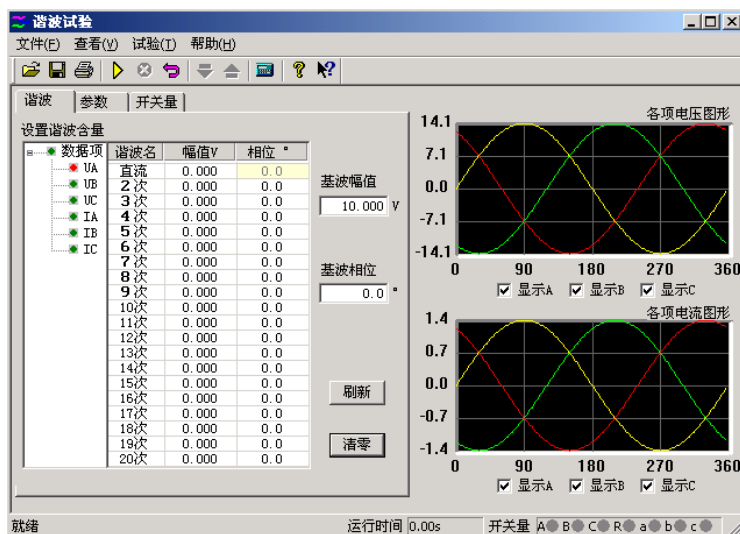 谐波试验
文件(F) 查看(V) 试验(T) 帮助(H)
谐波 参数 开关量
设置谐波含量
数据项
UA
UB
UC
IA
IB
IC
谐波名 幅值V 相位 °
直流 0.000 0.0
2次 0.000 0.0
3次 0.000 0.0
4次 0.000 0.0
5次 0.000 0.0
6次 0.000 0.0
7次 0.000 0.0
8次 0.000 0.0
9次 0.000 0.0
10次 0.000 0.0
11次 0.000 0.0
12次 0.000 0.0
13次 0.000 0.0
14次 0.000 0.0
15次 0.000 0.0
16次 0.000 0.0
17次 0.000 0.0
18次 0.000 0.0
19次 0.000 0.0
20次 0.000 0.0
基波幅值
10.000 V
基波相位
0.0 °
刷新
清零
各项电压图形
14.1
7.1
0.0
-7.1
-14.1
0 90 180 270 360
显示A 显示B 显示C
各项电流图形
1.4
0.7
0.0
-0.7
-1.4
0 90 180 270 360
显示A 显示B 显示C
就绪 运行时间 0.00s 开关量 A B C R a b c